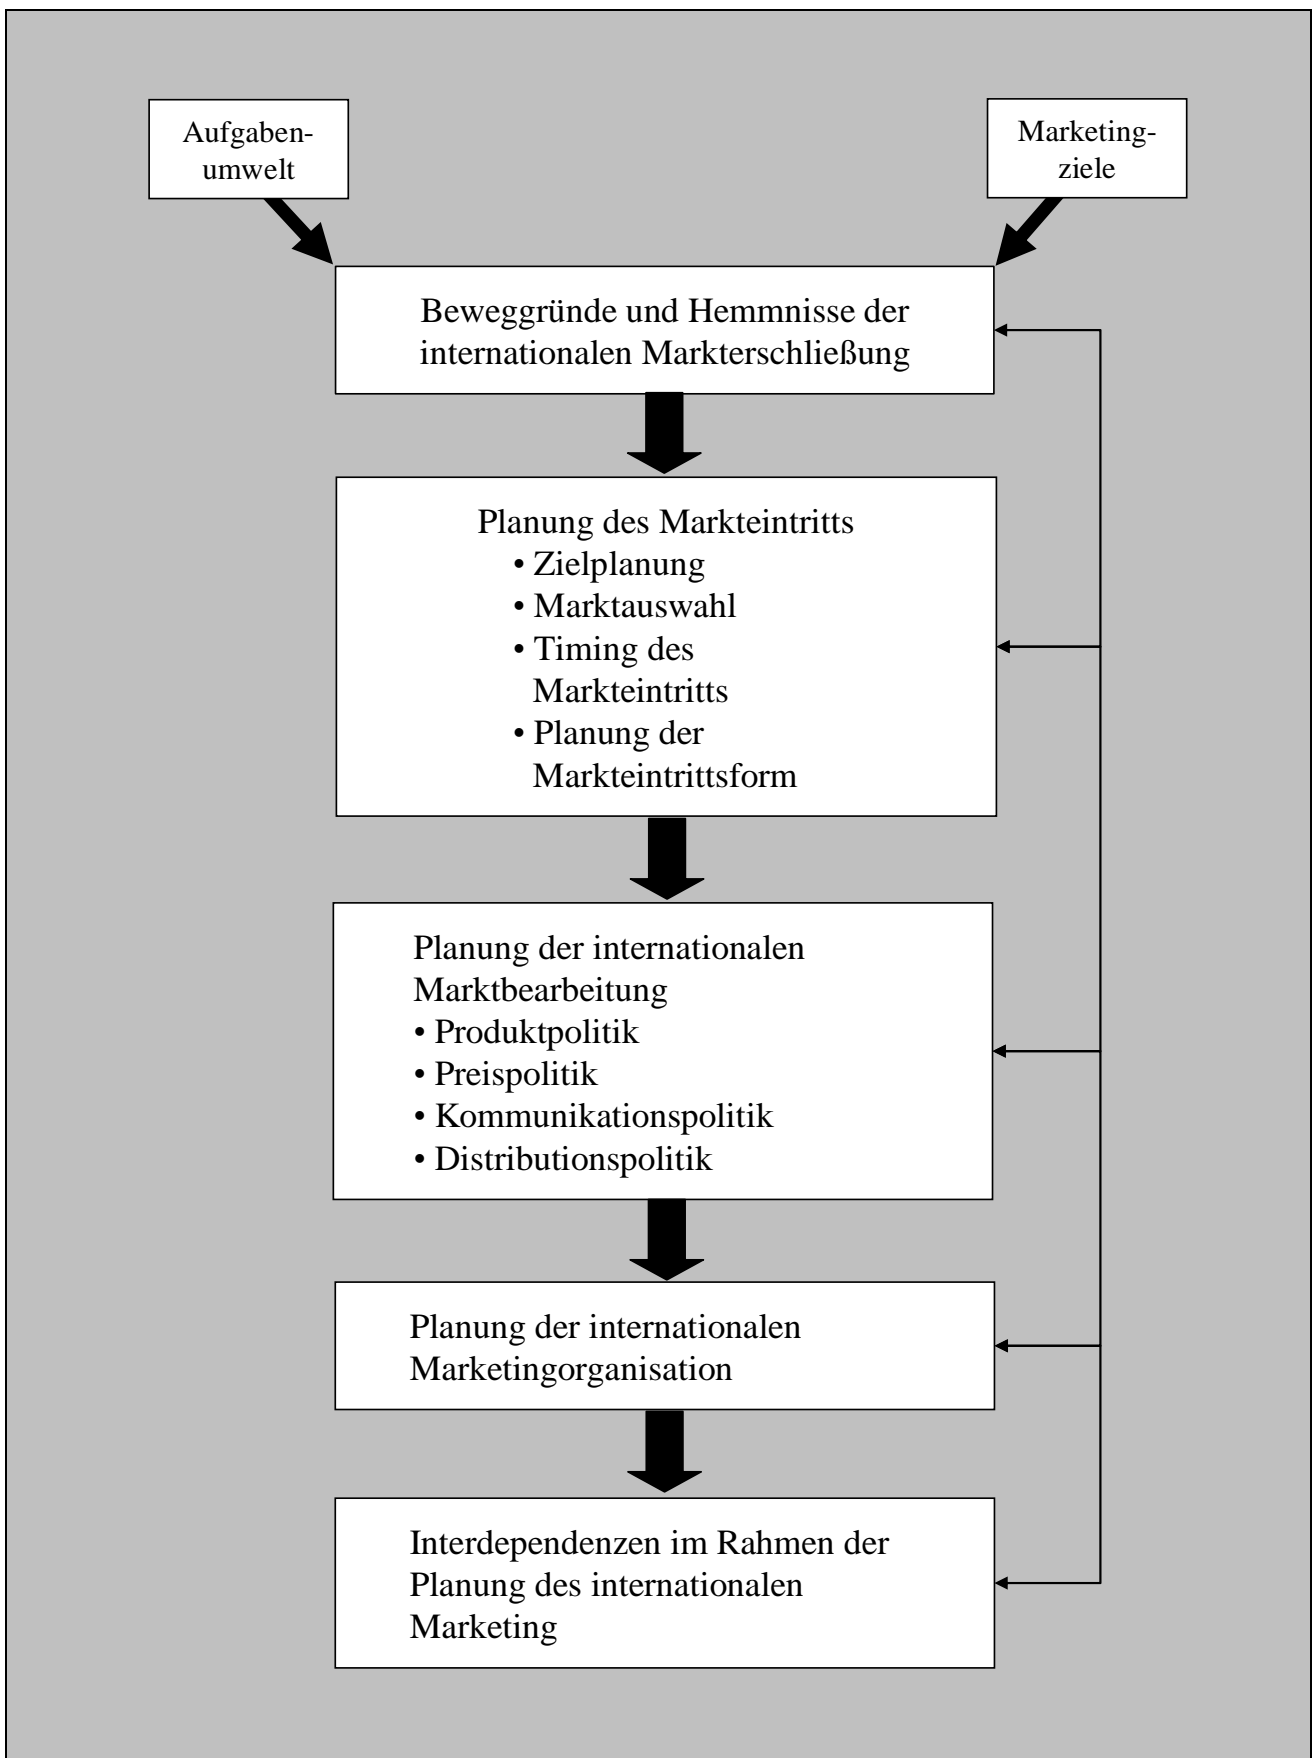 Aufgaben-
umwelt
Marketing-
ziele
Beweggründe und Hemmnisse der
internationalen Markterschließung
Planung des Markteintritts
• Zielplanung
• Marktauswahl
• Timing des
Markteintritts
• Planung der
Markteintrittsform
Planung der internationalen
Marktbearbeitung
• Produktpolitik
• Preispolitik
• Kommunikationspolitik
• Distributionspolitik
Planung der internationalen
Marketingorganisation
Interdependenzen im Rahmen der
Planung des internationalen
Marketing